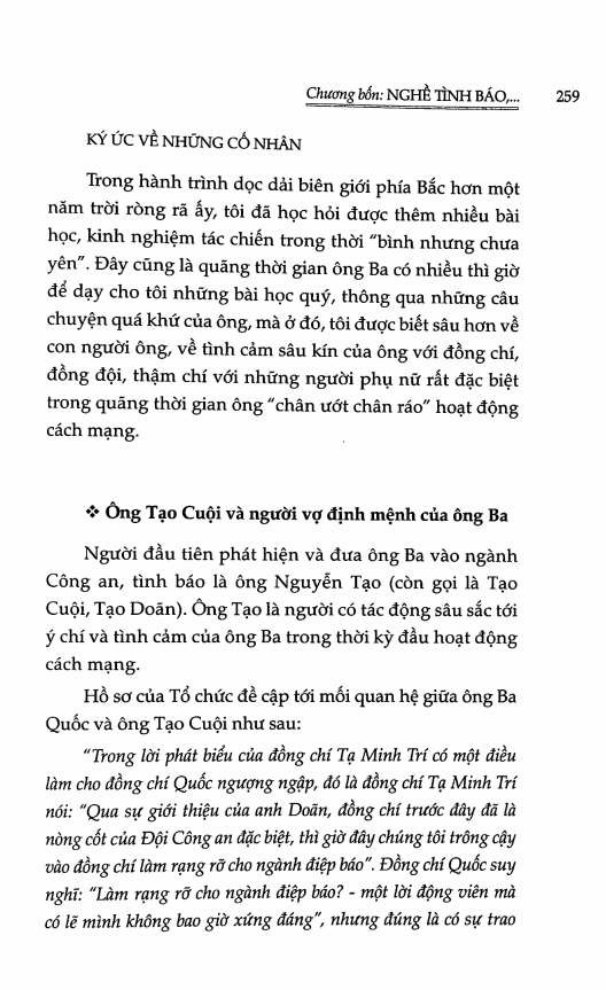 Chương bốn: NGHỀ TÌNH BÁO,... 259
KÝ ỨC VỀ NHỮNG CỐ NHÂN
Trong hành trình dọc dải biên giới phía Bắc hơn một
năm trời ròng rã ấy, tôi đã học hỏi được thêm nhiều bài
học, kinh nghiệm tác chiến trong thời "bình nhưng chưa
yên". Đây cũng là quãng thời gian ông Ba có nhiều thì giờ
để dạy cho tôi những bài học quý, thông qua những câu
chuyện quá khứ của ông, mà ở đó, tôi được biết sâu hơn về
con người ông, về tình cảm sâu kín của ông với đồng chí,
đồng đội, thậm chí với những người phụ nữ rất đặc biệt
trong quãng thời gian ông "chân ướt chân ráo" hoạt động
cách mạng.
❖ Ông Tạo Cuội và người vợ định mệnh của ông Ba
Người đầu tiên phát hiện và đưa ông Ba vào ngành
Công an, tình báo là ông Nguyễn Tạo (còn gọi là Tạo
Cuội, Tạo Doãn). Ông Tạo là người có tác động sâu sắc tới
ý chí và tình cảm của ông Ba trong thời kỳ đầu hoạt động
cách mạng.
Hồ sơ của Tổ chức đề cập tới mối quan hệ giữa ông Ba
Quốc và ông Tạo Cuội như sau:
"Trong lời phát biểu của đồng chí Tạ Minh Trí có một điều
làm cho đồng chí Quốc ngượng ngập, đó là đồng chí Tạ Minh Trí
nói: "Qua sự giới thiệu của anh Doãn, đồng chí trước đây đã là
nòng cốt của Đội Công an đặc biệt, thì giờ đây chúng tôi trông cậy
vào đồng chí làm rạng rỡ cho ngành điệp báo". Đồng chí Quốc suy
nghĩ: "Làm rạng rỡ cho ngành điệp báo? - một lời động viên mà
có lẽ mình không bao giờ xứng đáng", nhưng đúng là có sự trao